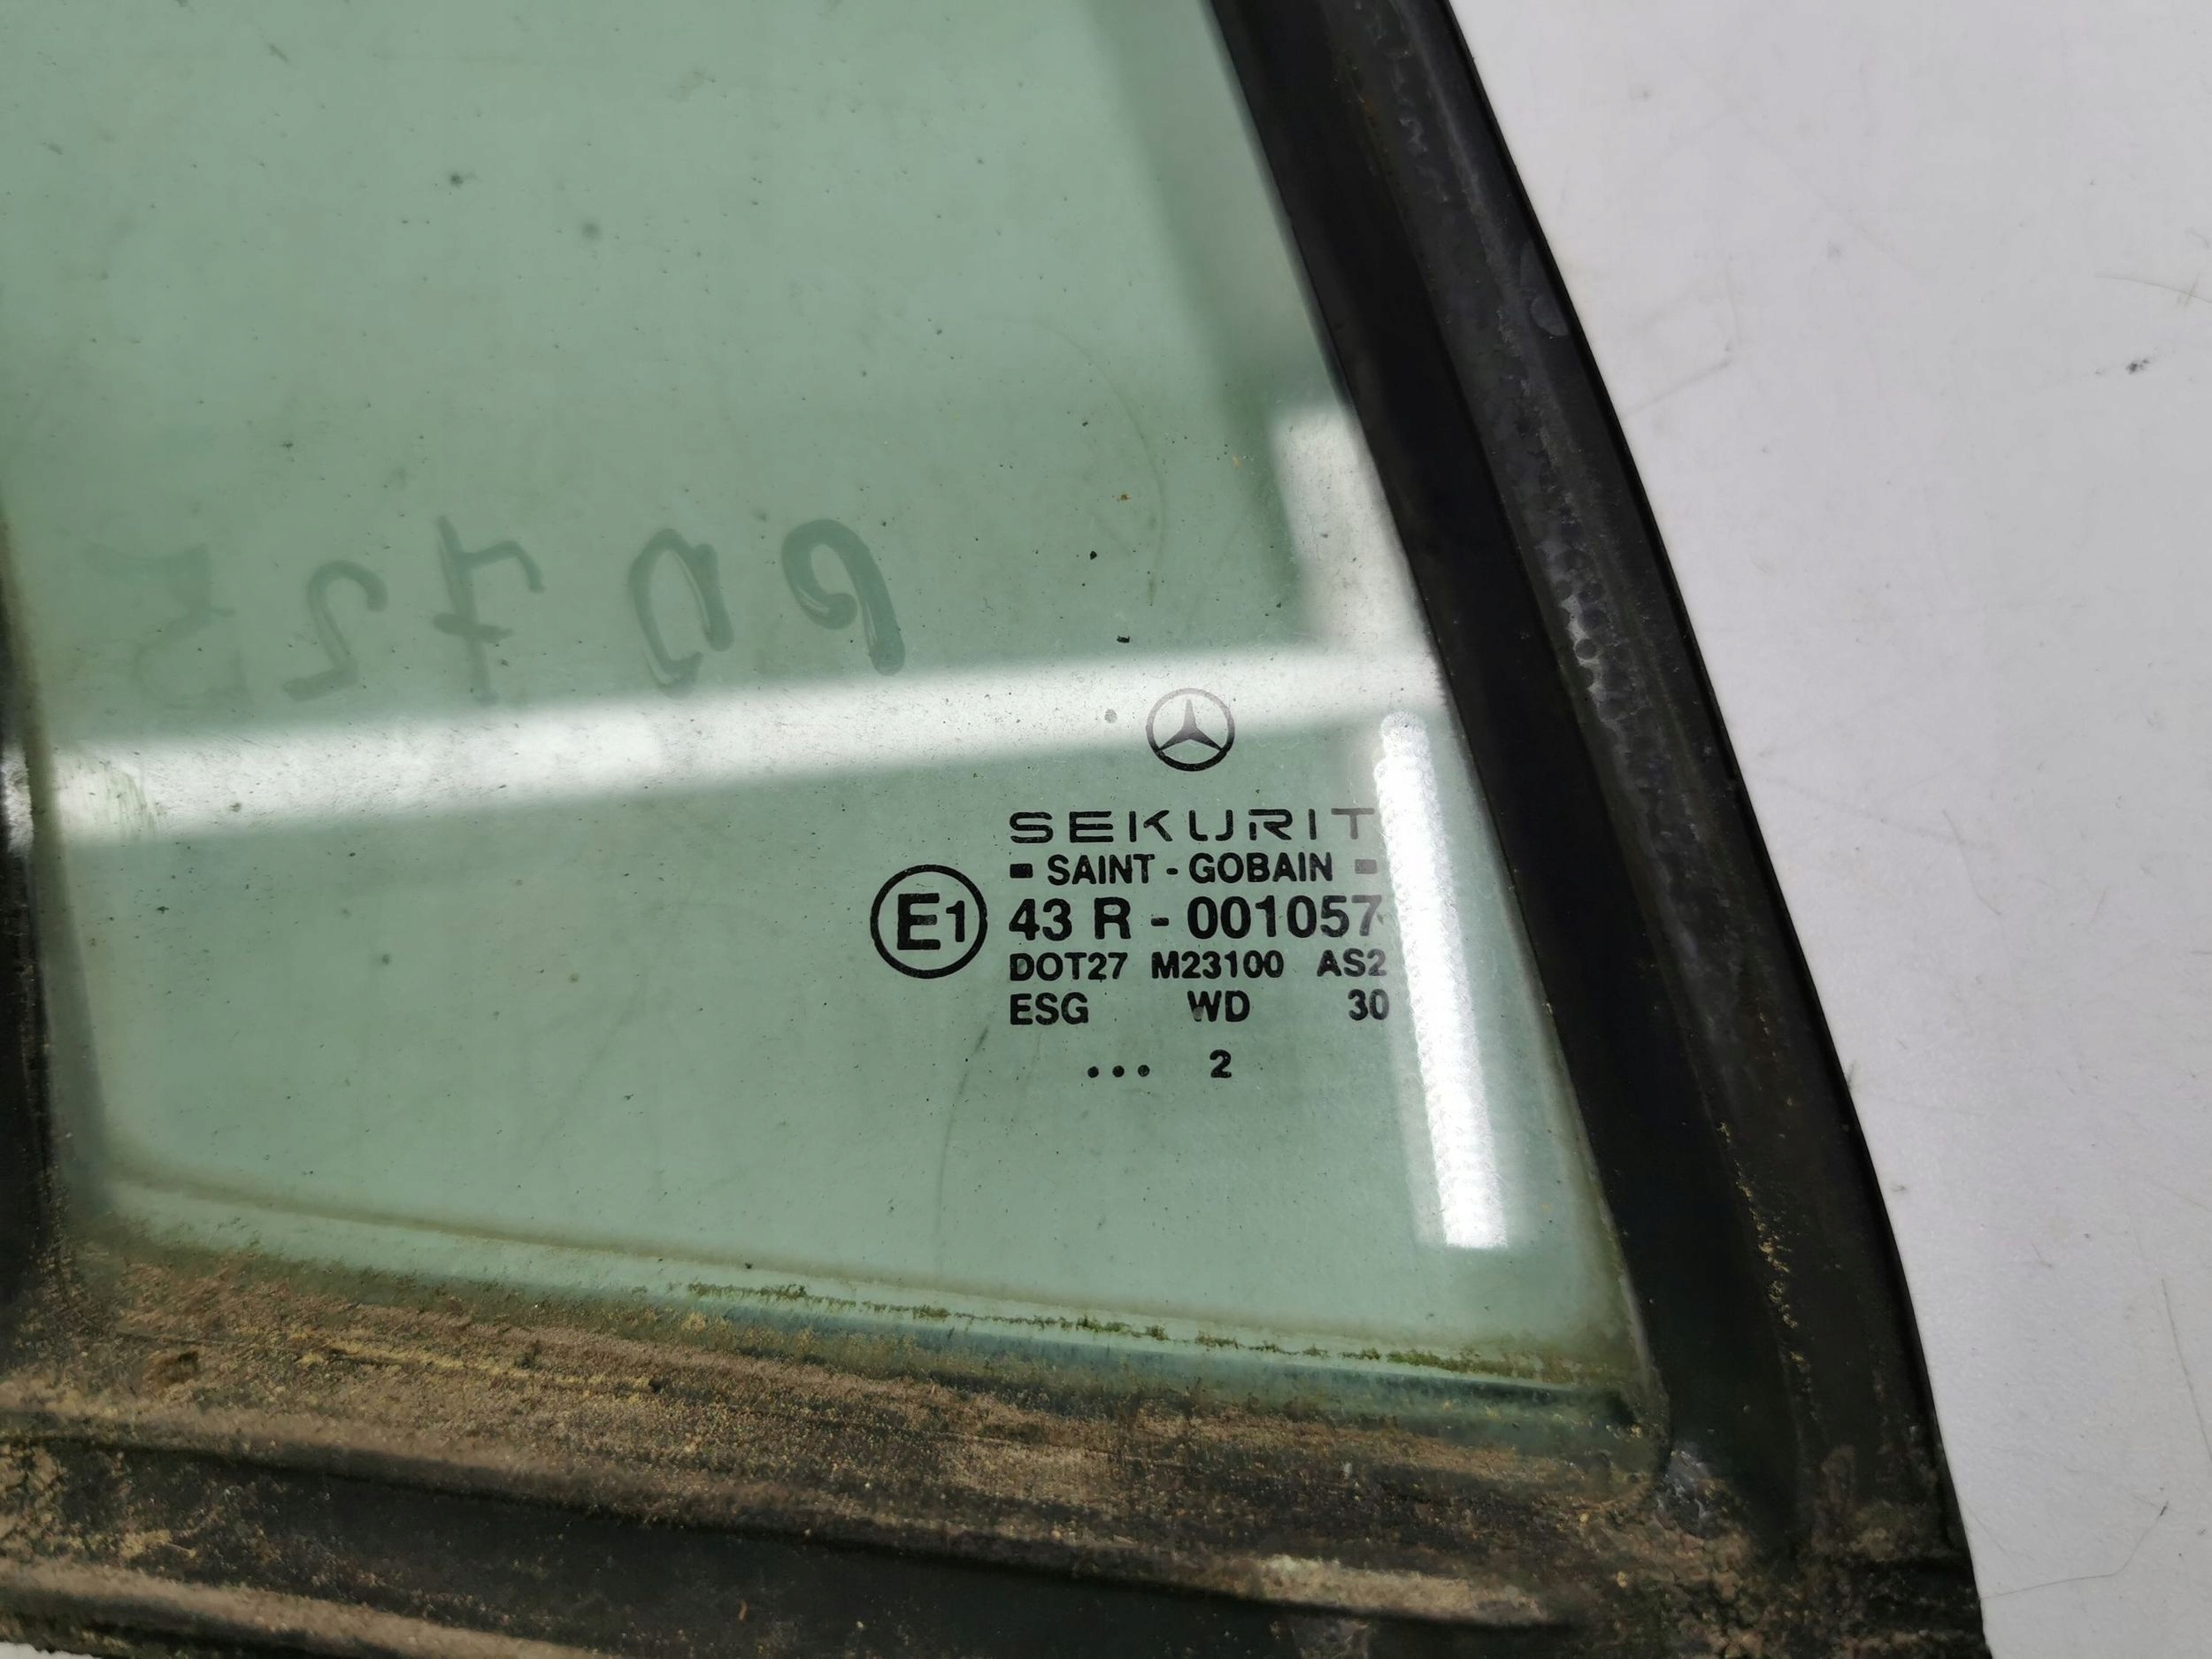 SEKURIT
SAINT - GOBAIN
E1 43 R - 001057
DOT27 M23100 AS2
ESG WD 30
... 2